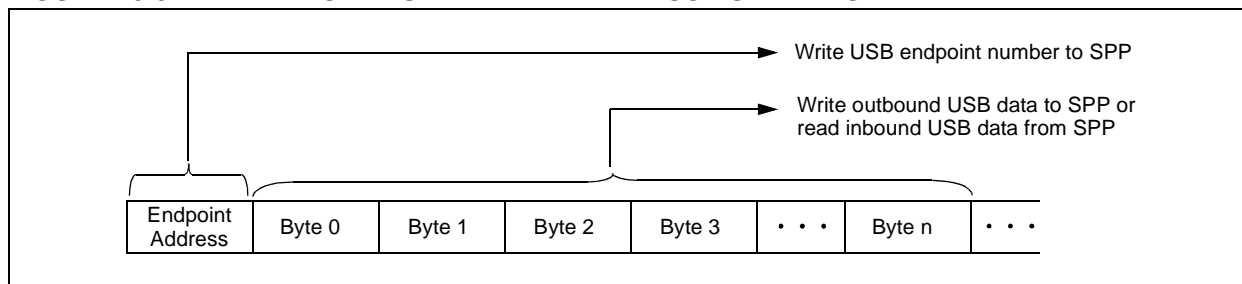 Write USB endpoint number to SPP
Write outbound USB data to SPP or
read inbound USB data from SPP
Endpoint
Address
Byte 0
Byte 1
Byte 2
Byte 3
• • •
Byte n
• • •